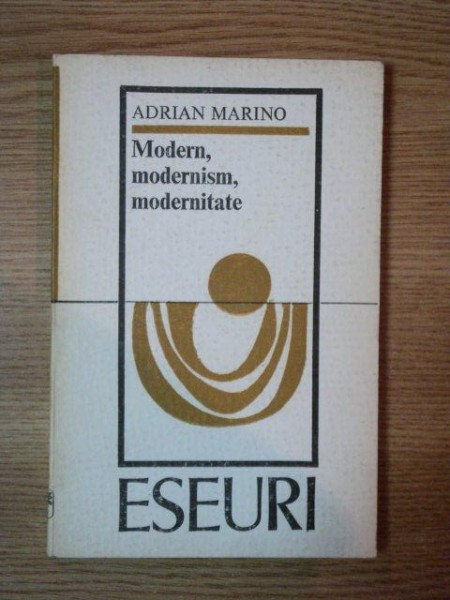 ADRIAN MARINO
Modern,
modernism,
modernitate
ESEURI